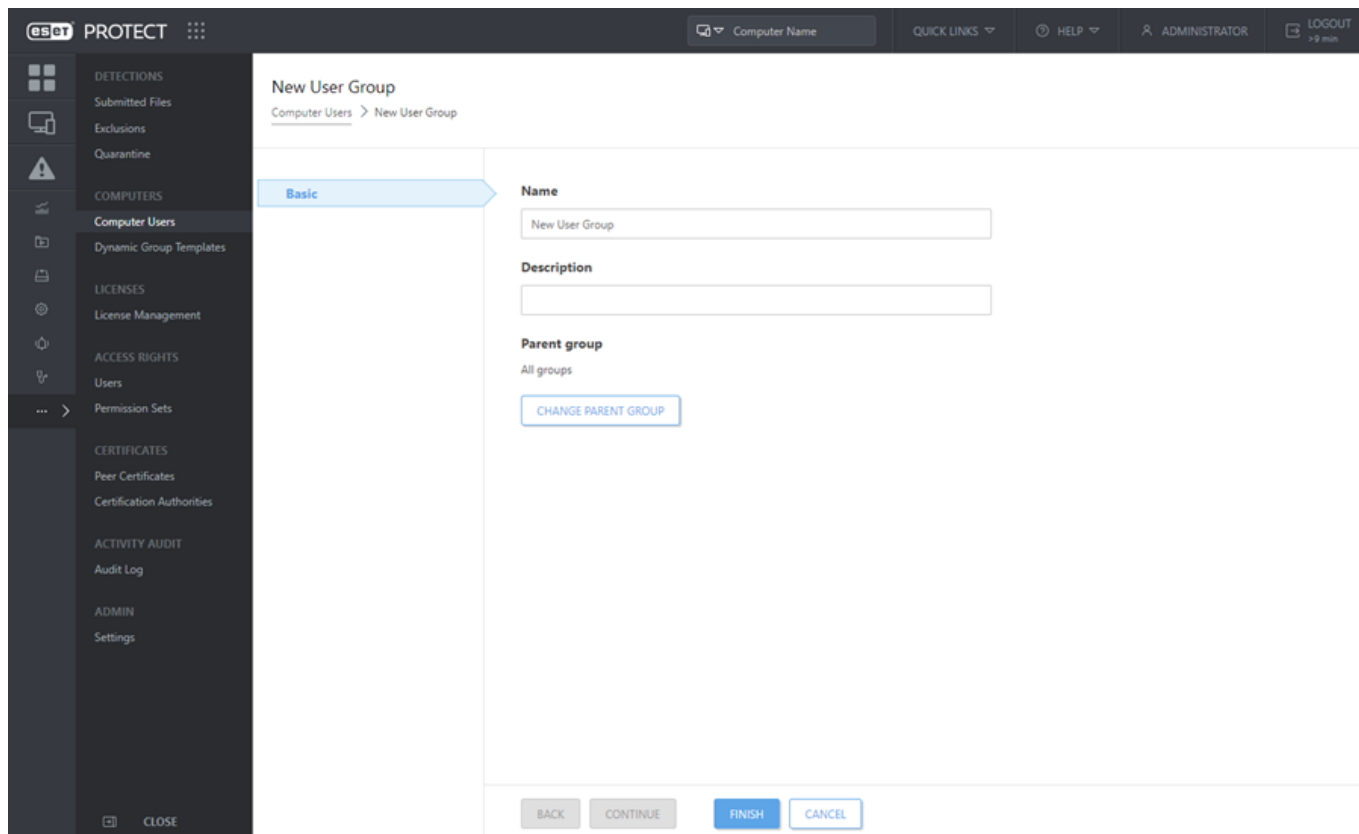 eset PROTECT
Computer Name
QUICK LINKS
HELP
ADMINISTRATOR
LOGOUT
>9 min
DETECTIONS
Submitted Files
Exclusions
Quarantine
COMPUTERS
Computer Users
Dynamic Group Templates
LICENSES
License Management
ACCESS RIGHTS
Users
Permission Sets
CERTIFICATES
Peer Certificates
Certification Authorities
ACTIVITY AUDIT
Audit Log
ADMIN
Settings
CLOSE
New User Group
Computer Users > New User Group
Basic
Name
New User Group
Description
Parent group
All groups
CHANGE PARENT GROUP
BACK
CONTINUE
FINISH
CANCEL